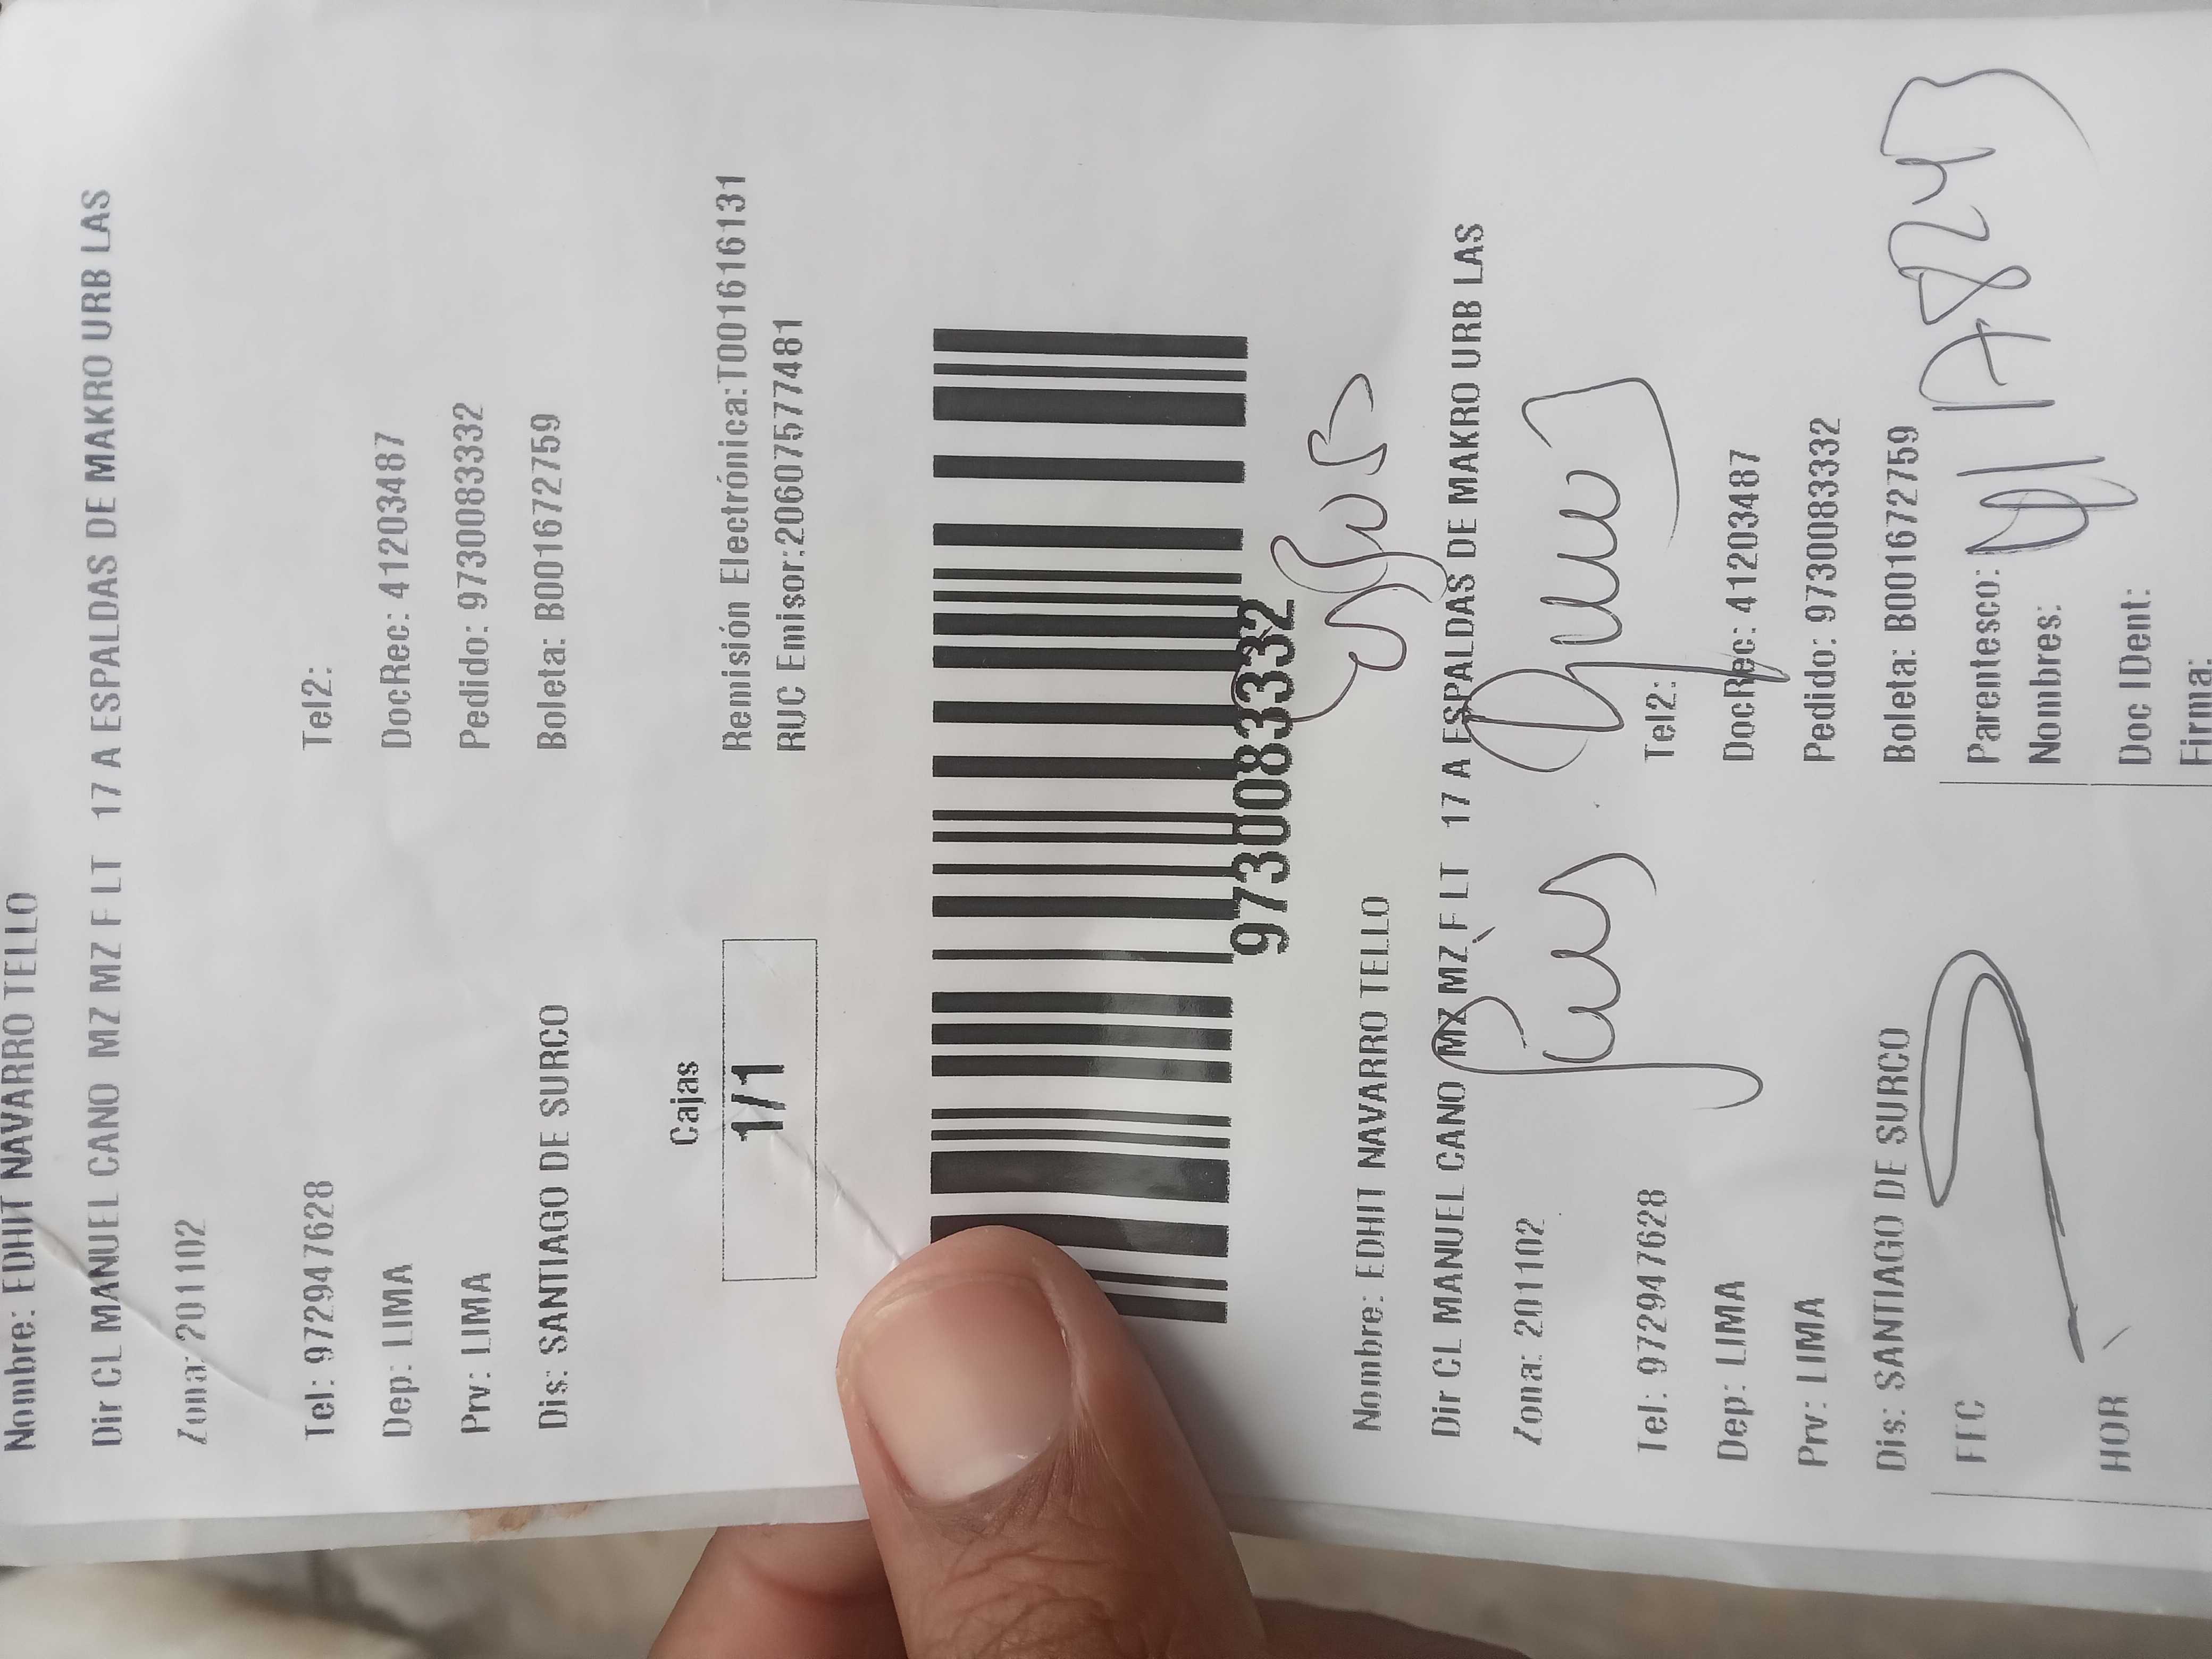 Nombre: EDHIT NAVARRO TELLO
Dir CL MANUEL CANO MZ MZ F LT 17 A ESPALDAS DE MAKRO URB LAS
Zona: 201102
Tel: 972947628 Tel2:
Dep: LIMA DocRec: 41203487
Prv: LIMA Pedido: 9730083332
Dis: SANTIAGO DE SURCO Boleta: B001672759
Cajas
1/1
Remisión Electrónica:T001616131
RUC Emisor:20607577481
9730083332
Nombre: EDHIT NAVARRO TELLO
Dir CL MANUEL CANO MZ MZ F LT 17 A ESPALDAS DE MAKRO URB LAS
Zona: 201102
Tel: 972947628 Tel2:
Dep: LIMA DocRec: 41203487
Prv: LIMA Pedido: 9730083332
Dis: SANTIAGO DE SURCO Boleta: B001672759
FEC Parentesco:
Nombres:
HOR Doc IDent:
Firma: